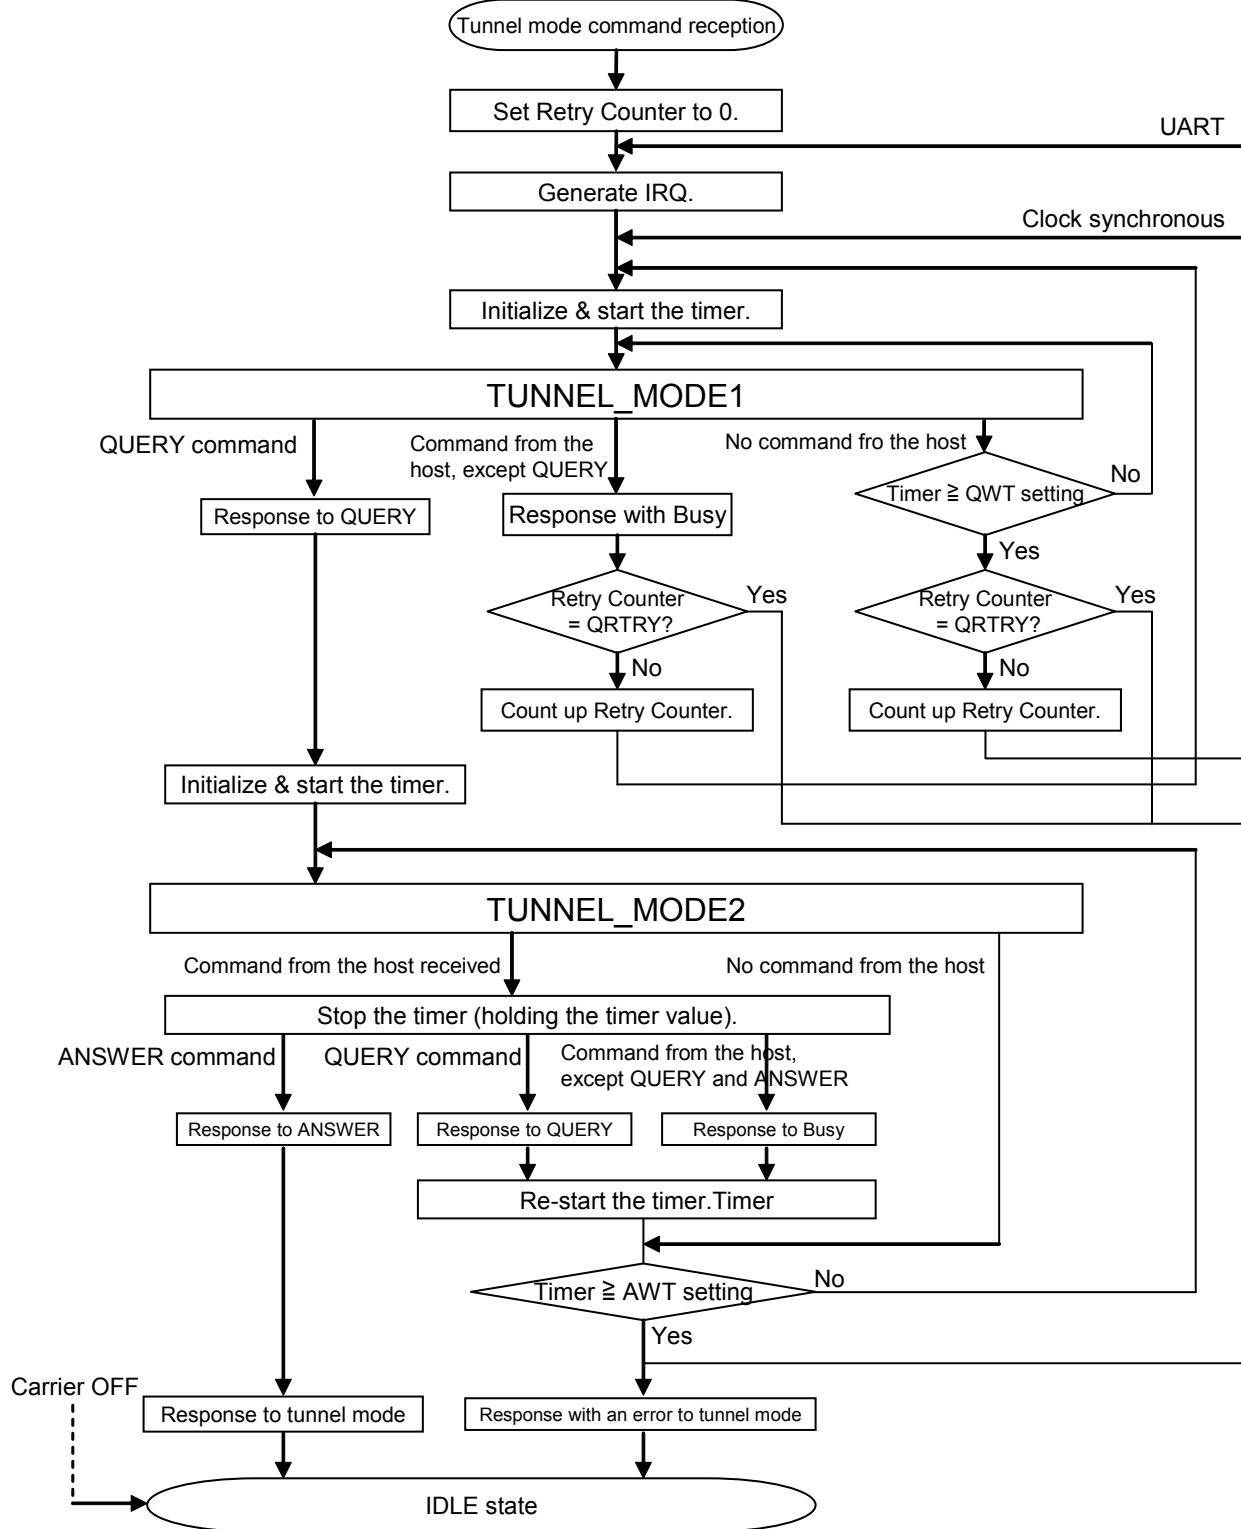 Tunnel mode command reception
Set Retry Counter to 0.
UART
Generate IRQ.
Clock synchronous
Initialize & start the timer.
TUNNEL_MODE1
QUERY command
Command from the
host, except QUERY
No command fro the host
Timer ≧ QWT setting
No
Response to QUERY
Response with Busy
Yes
Retry Counter
= QRTRY?
Yes
Retry Counter
= QRTRY?
Yes
No
No
Count up Retry Counter.
Count up Retry Counter.
Initialize & start the timer.
TUNNEL_MODE2
Command from the host received
No command from the host
Stop the timer (holding the timer value).
ANSWER command
QUERY command
Command from the host,
except QUERY and ANSWER
Response to ANSWER
Response to QUERY
Response to Busy
Re-start the timer.Timer
Timer ≧ AWT setting
No
Yes
Carrier OFF
Response to tunnel mode
Response with an error to tunnel mode
IDLE state